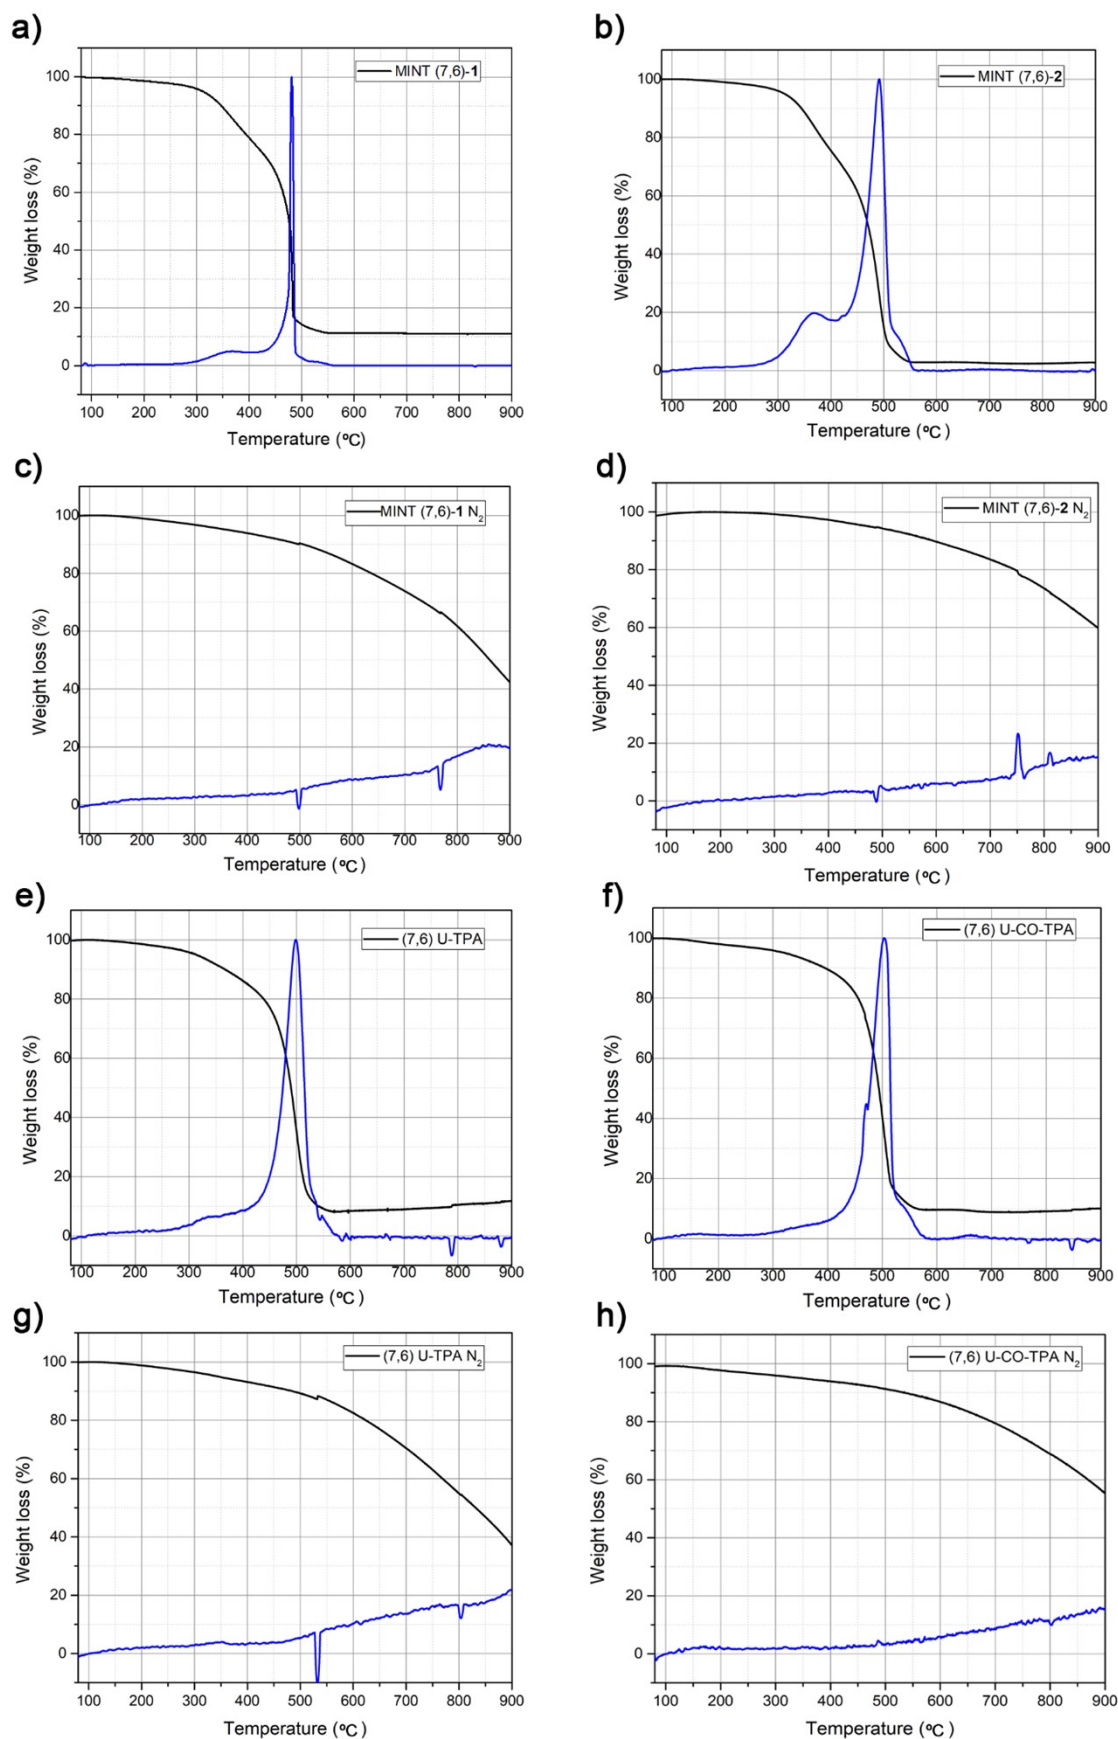 a)
MINT (7,6)-1
Weight loss (%)
100
80
60
40
20
0
100 200 300 400 500 600 700 800 900
Temperature (ºC)
b)
MINT (7,6)-2
Weight loss (%)
100
80
60
40
20
0
100 200 300 400 500 600 700 800 900
Temperature (ºC)
c)
MINT (7,6)-1 N₂
Weight loss (%)
100
80
60
40
20
0
100 200 300 400 500 600 700 800 900
Temperature (ºC)
d)
MINT (7,6)-2 N₂
Weight loss (%)
100
80
60
40
20
0
100 200 300 400 500 600 700 800 900
Temperature (ºC)
e)
(7,6) U-TPA
Weight loss (%)
100
80
60
40
20
0
100 200 300 400 500 600 700 800 900
Temperature (ºC)
f)
(7,6) U-CO-TPA
Weight loss (%)
100
80
60
40
20
0
100 200 300 400 500 600 700 800 900
Temperature (ºC)
g)
(7,6) U-TPA N₂
Weight loss (%)
100
80
60
40
20
0
100 200 300 400 500 600 700 800 900
Temperature (ºC)
h)
(7,6) U-CO-TPA N₂
Weight loss (%)
100
80
60
40
20
0
100 200 300 400 500 600 700 800 900
Temperature (ºC)